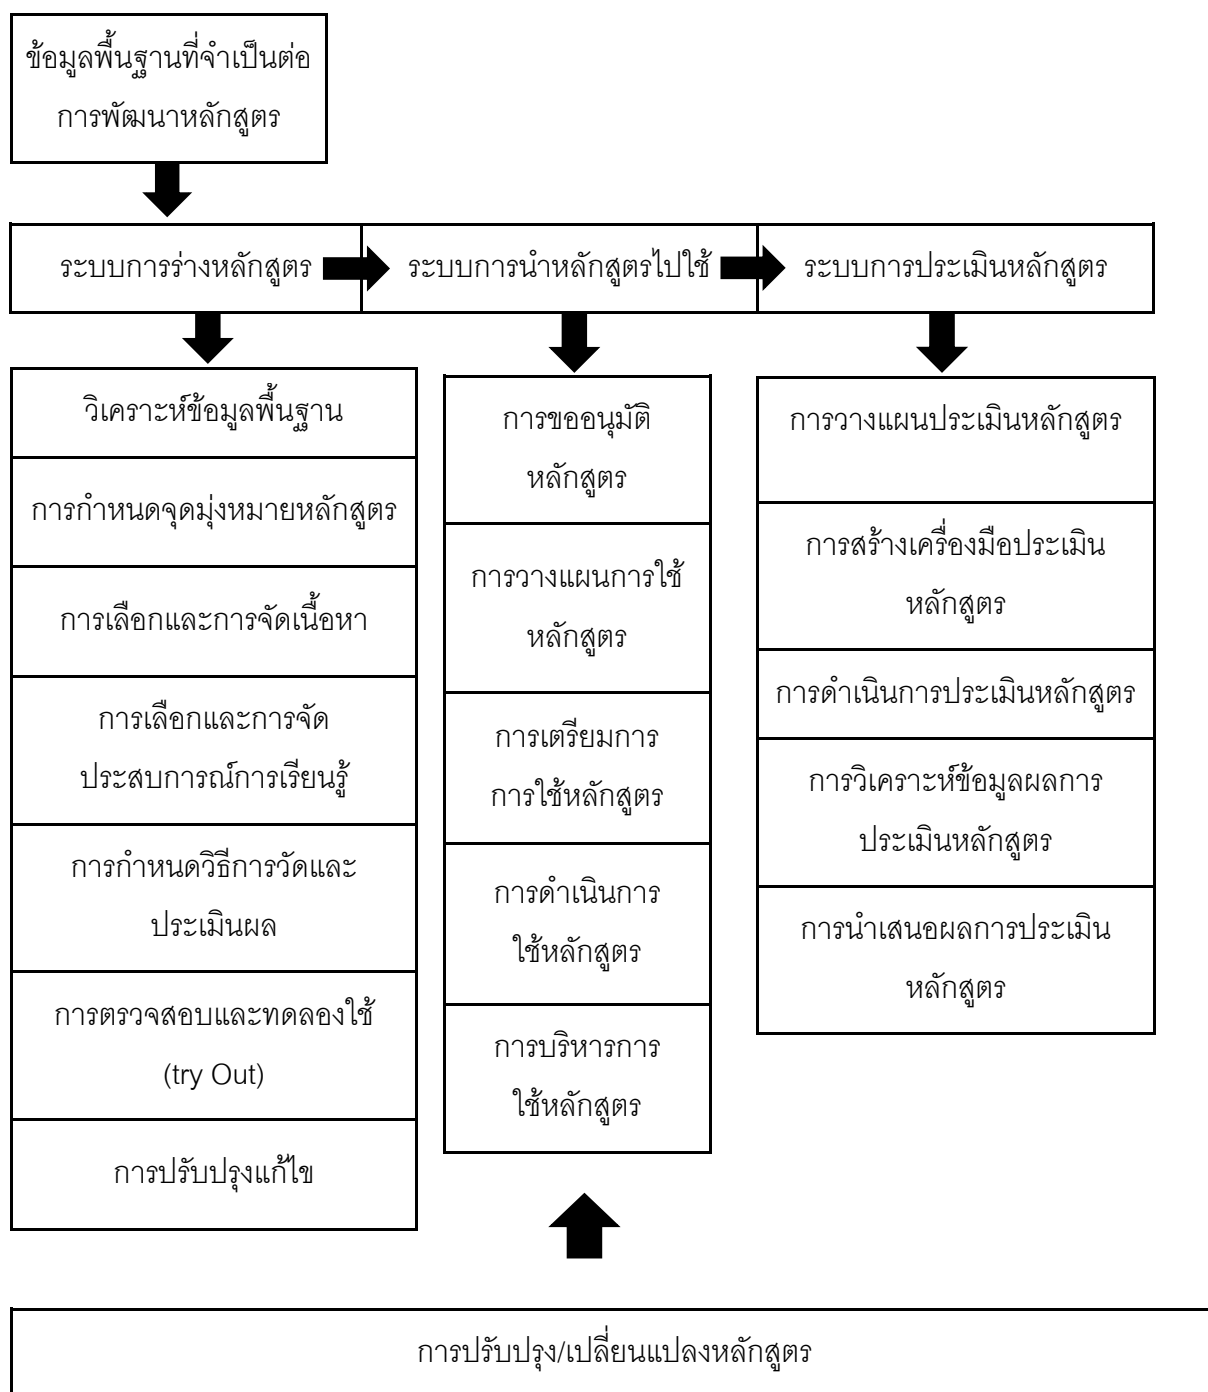 ข้อมูลพื้นฐานที่จำเป็นต่อ
การพัฒนาหลักสูตร
ระบบการร่างหลักสูตร
ระบบการนำหลักสูตรไปใช้
ระบบการประเมินหลักสูตร
วิเคราะห์ข้อมูลพื้นฐาน
การกำหนดจุดมุ่งหมายหลักสูตร
การเลือกและการจัดเนื้อหา
การเลือกและการจัด
ประสบการณ์การเรียนรู้
การกำหนดวิธีการวัดและ
ประเมินผล
การตรวจสอบและทดลองใช้
(try Out)
การปรับปรุงแก้ไข
การขออนุมัติ
หลักสูตร
การวางแผนการใช้
หลักสูตร
การเตรียมการ
การใช้หลักสูตร
การดำเนินการ
ใช้หลักสูตร
การบริหารการ
ใช้หลักสูตร
การวางแผนประเมินหลักสูตร
การสร้างเครื่องมือประเมิน
หลักสูตร
การดำเนินการประเมินหลักสูตร
การวิเคราะห์ข้อมูลผลการ
ประเมินหลักสูตร
การนำเสนอผลการประเมิน
หลักสูตร
การปรับปรุง/เปลี่ยนแปลงหลักสูตร